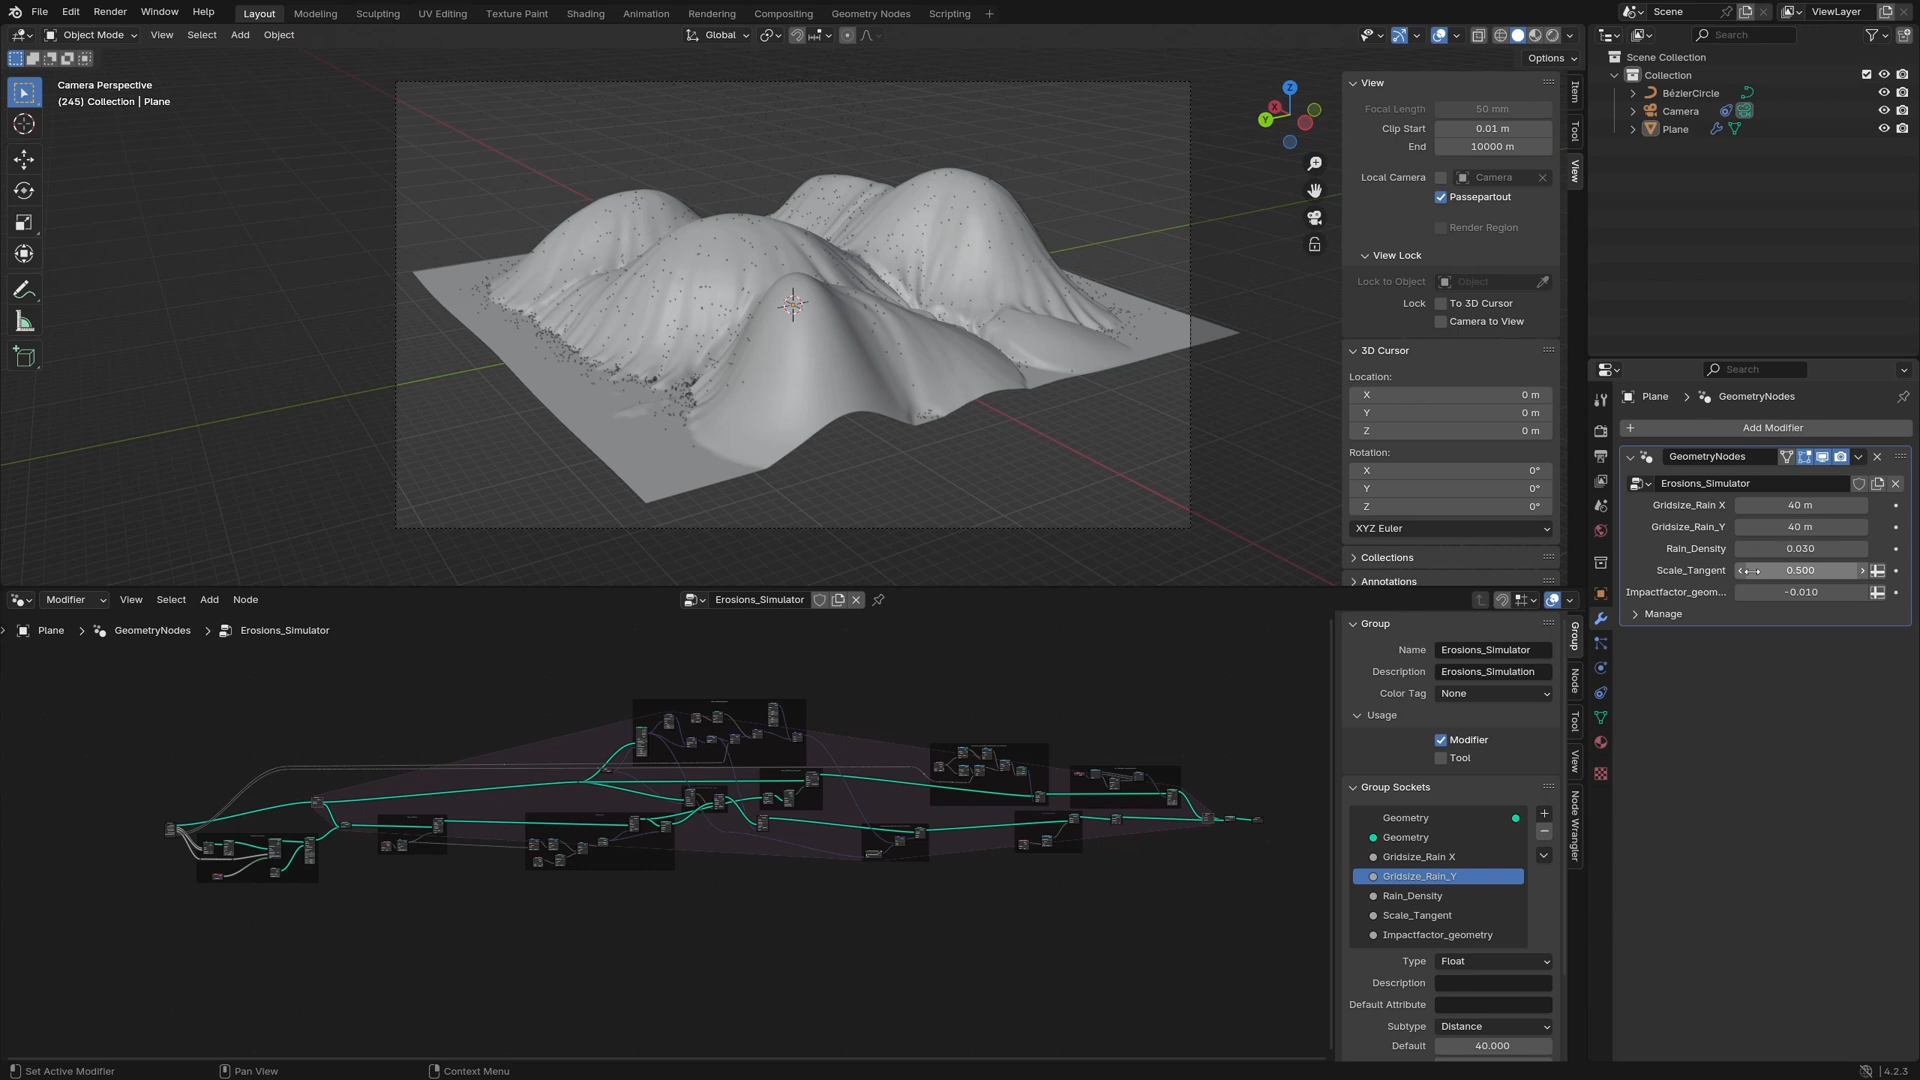 File Edit Render Window Help Layout Modeling Sculpting UV Editing Texture Paint Shading Animation Rendering Compositing Geometry Nodes Scripting + Scene ViewLayer
Object Mode View Select Add Object Global Search
Options
Camera Perspective
(245) Collection | Plane
X
Y
Z
View
Focal Length 50 mm
Clip Start 0.01 m
End 10000 m
Local Camera Camera
Passepartout
Render Region
View Lock
Lock to Object Object
Lock To 3D Cursor
Camera to View
3D Cursor
Location:
X 0 m
Y 0 m
Z 0 m
Rotation:
X 0°
Y 0°
Z 0°
XYZ Euler
Collections
Annotations
Item
Tool
View
Scene Collection
Collection
BézierCircle
Camera
Plane
Search
Plane GeometryNodes
Add Modifier
GeometryNodes
Erosions_Simulator
Gridsize_Rain X 40 m
Gridsize_Rain_Y 40 m
Rain_Density 0.030
Scale_Tangent 0.500
Impactfactor_geom... -0.010
Manage
Modifier View Select Add Node Erosions_Simulator
Plane GeometryNodes Erosions_Simulator
Group
Name Erosions_Simulator
Description Erosions_Simulation
Color Tag None
Usage
Modifier
Tool
Group Sockets
Geometry
Geometry
Gridsize_Rain X
Gridsize_Rain_Y
Rain_Density
Scale_Tangent
Impactfactor_geometry
Type Float
Description
Default Attribute
Subtype Distance
Default 40.000
Group
Node
Tool
View
Node Wrangler
Set Active Modifier Pan View Context Menu 4.2.3